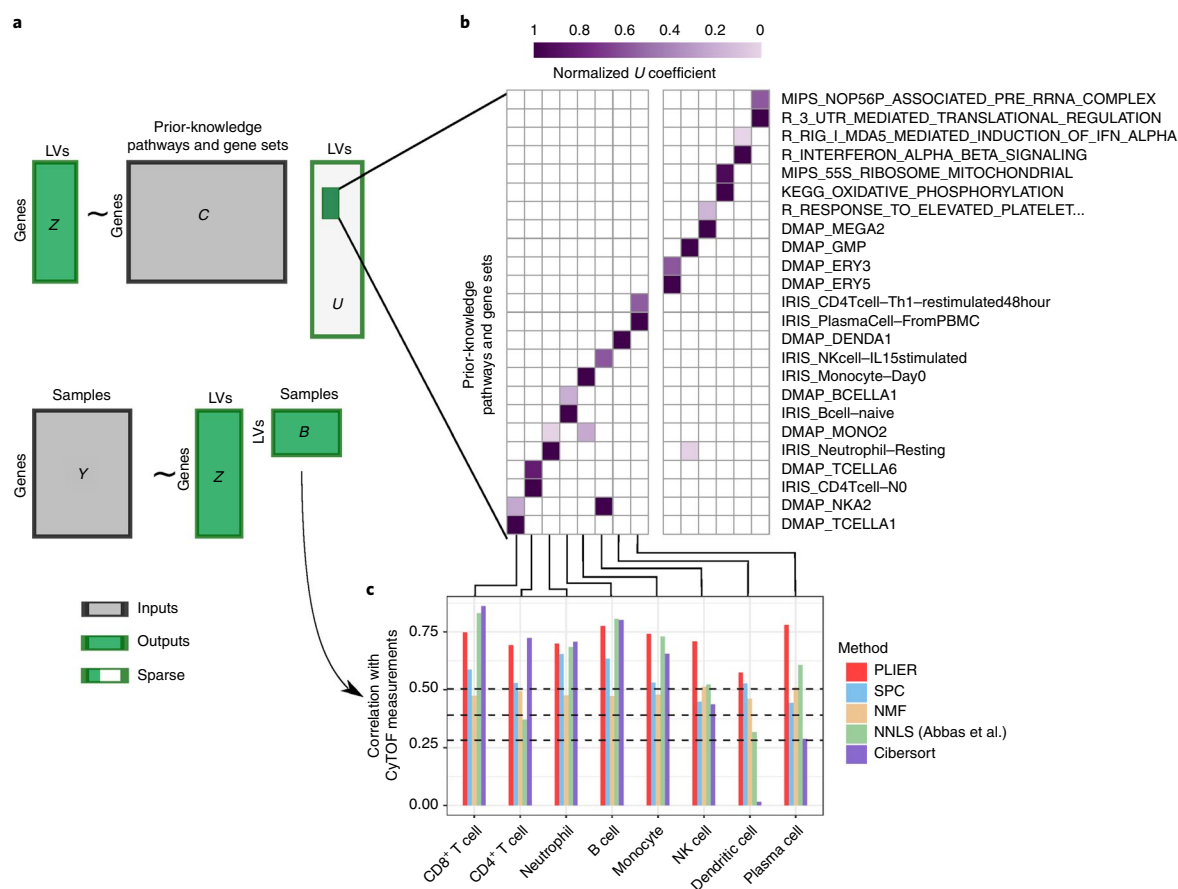 a
Prior-knowledge
pathways and gene sets
LVs
LVs
Genes
Z
~
Genes
C
U
Samples
LVs
Samples
Genes
Y
~
Genes
Z
LVs
B
Inputs
Outputs
Sparse
b
1 0.8 0.6 0.4 0.2 0
Normalized U coefficient
Prior-knowledge
pathways and gene sets
MIPS_NOP56P_ASSOCIATED_PRE_RRNA_COMPLEX
R_3_UTR_MEDIATED_TRANSLATIONAL_REGULATION
R_RIG_I_MDA5_MEDIATED_INDUCTION_OF_IFN_ALPHA
R_INTERFERON_ALPHA_BETA_SIGNALING
MIPS_55S_RIBOSOME_MITOCHONDRIAL
KEGG_OXIDATIVE_PHOSPHORYLATION
R_RESPONSE_TO_ELEVATED_PLATELET...
DMAP_MEGA2
DMAP_GMP
DMAP_ERY3
DMAP_ERY5
IRIS_CD4Tcell–Th1–restimulated48hour
IRIS_PlasmaCell–FromPBMC
DMAP_DENDA1
IRIS_NKcell–IL15stimulated
IRIS_Monocyte–Day0
DMAP_BCELLA1
IRIS_Bcell–naive
DMAP_MONO2
IRIS_Neutrophil–Resting
DMAP_TCELLA6
IRIS_CD4Tcell–N0
DMAP_NKA2
DMAP_TCELLA1
c
Correlation with
CyTOF measurements
0.75
0.50
0.25
0.00
CD8⁺ T cell
CD4⁺ T cell
Neutrophil
B cell
Monocyte
NK cell
Dendritic cell
Plasma cell
Method
PLIER
SPC
NMF
NNLS (Abbas et al.)
Cibersort